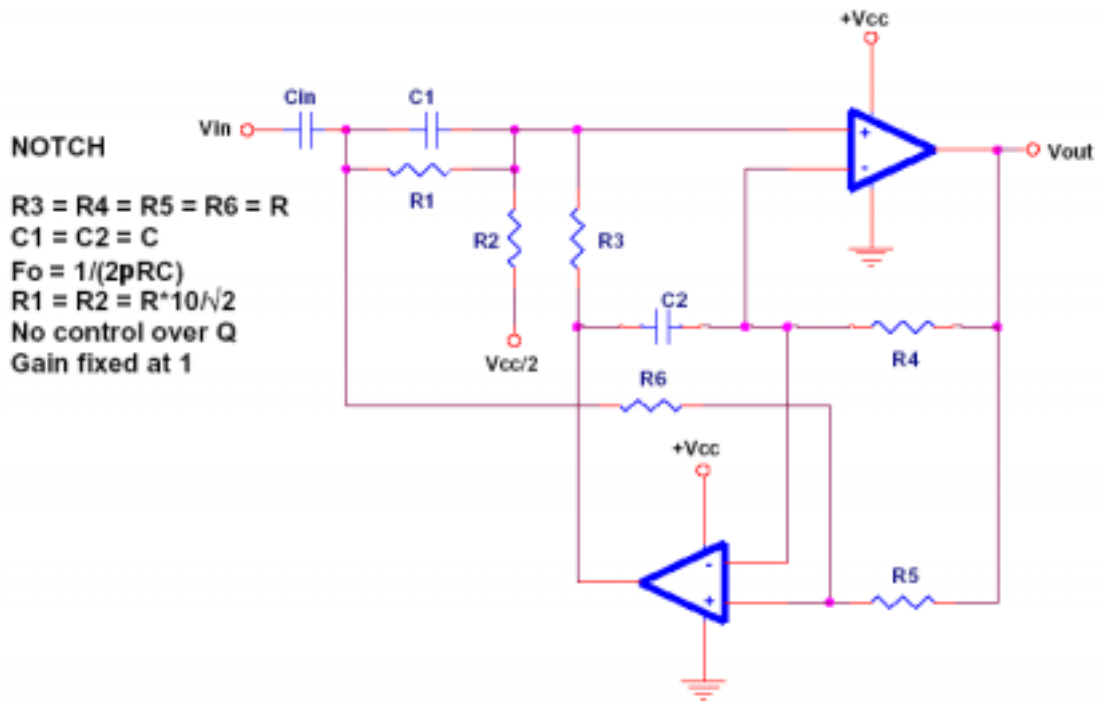 +Vcc
Cin
C1
Vin
NOTCH
R1
+
-
Vout
R3 = R4 = R5 = R6 = R
C1 = C2 = C
Fo = 1/(2pRC)
R1 = R2 = R*10/√2
No control over Q
Gain fixed at 1
R2
R3
C2
Vcc/2
R4
R6
+Vcc
-
+
R5